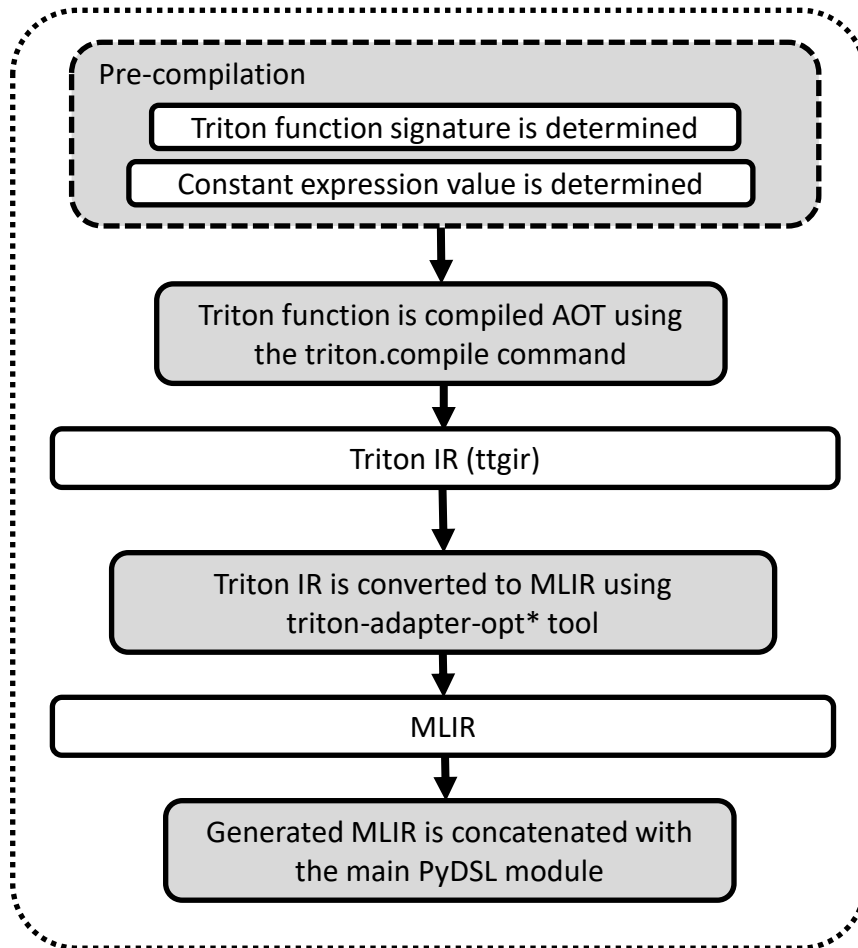 Pre-compilation
Triton function signature is determined
Constant expression value is determined
Triton function is compiled AOT using
the triton.compile command
Triton IR (ttgir)
Triton IR is converted to MLIR using
triton-adapter-opt* tool
MLIR
Generated MLIR is concatenated with
the main PyDSL module